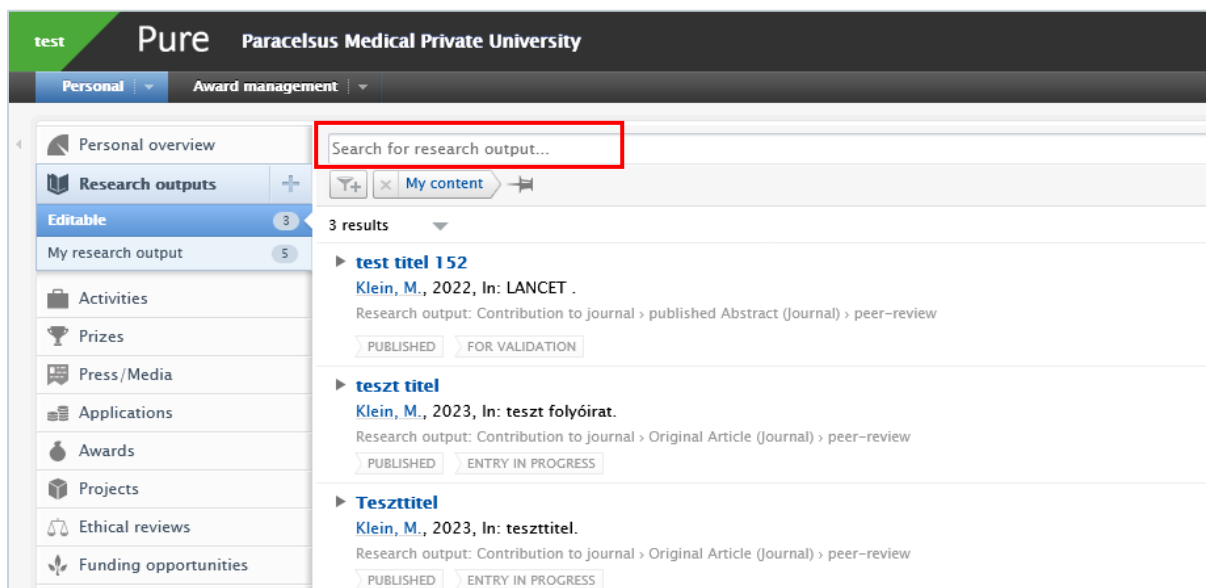 test
Pure Paracelsus Medical Private University
Personal
Award management
Personal overview
Research outputs
Editable 3
My research output 5
Activities
Prizes
Press/Media
Applications
Awards
Projects
Ethical reviews
Funding opportunities
Search for research output...
My content
3 results
test titel 152
Klein, M., 2022, In: LANCET .
Research output: Contribution to journal › published Abstract (Journal) › peer-review
PUBLISHED FOR VALIDATION
teszt titel
Klein, M., 2023, In: teszt folyóirat.
Research output: Contribution to journal › Original Article (Journal) › peer-review
PUBLISHED ENTRY IN PROGRESS
Teszttitel
Klein, M., 2023, In: teszttitel.
Research output: Contribution to journal › Original Article (Journal) › peer-review
PUBLISHED ENTRY IN PROGRESS